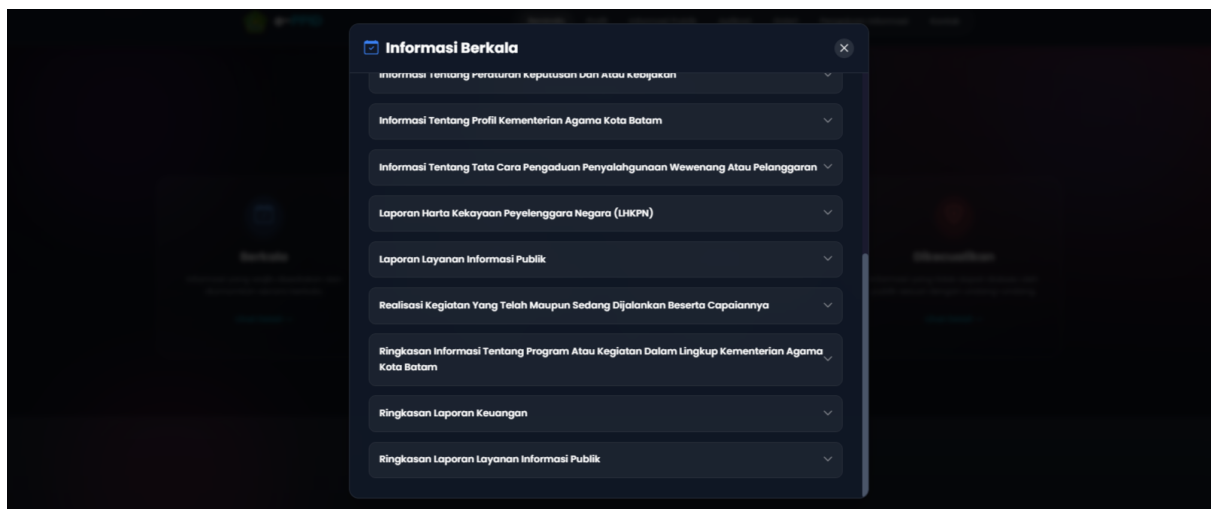 Informasi Berkala
Informasi Tentang Peraturan Keputusan Dan Atau Kebijakan
Informasi Tentang Profil Kementerian Agama Kota Batam
Informasi Tentang Tata Cara Pengaduan Penyalahgunaan Wewenang Atau Pelanggaran
Laporan Harta Kekayaan Peyelenggara Negara (LHKPN)
Laporan Layanan Informasi Publik
Realisasi Kegiatan Yang Telah Maupun Sedang Dijalankan Beserta Capaiannya
Ringkasan Informasi Tentang Program Atau Kegiatan Dalam Lingkup Kementerian Agama
Kota Batam
Ringkasan Laporan Keuangan
Ringkasan Laporan Layanan Informasi Publik